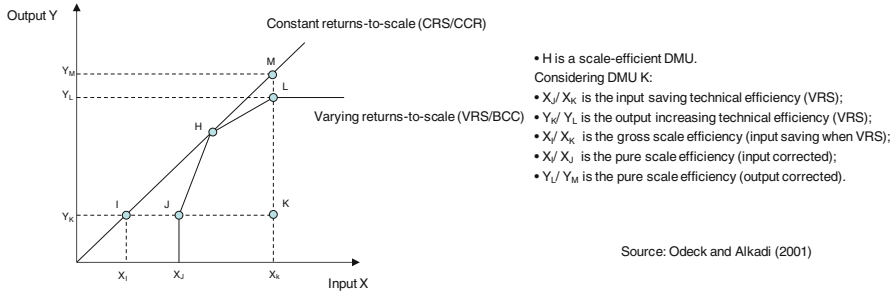 Output Y
Constant returns-to-scale (CRS/CCR)
M
Y_M
L
Y_L
Varying returns-to-scale (VRS/BCC)
H
I
J
K
Y_K
X_I
X_J
X_k
Input X
• H is a scale-efficient DMU.
Considering DMU K:
• X_J/ X_K is the input saving technical efficiency (VRS);
• Y_K/ Y_L is the output increasing technical efficiency (VRS);
• X_I/ X_K is the gross scale efficiency (input saving when VRS);
• X_I/ X_J is the pure scale efficiency (input corrected);
• Y_L/ Y_M is the pure scale efficiency (output corrected).
Source: Odeck and Alkadi (2001)